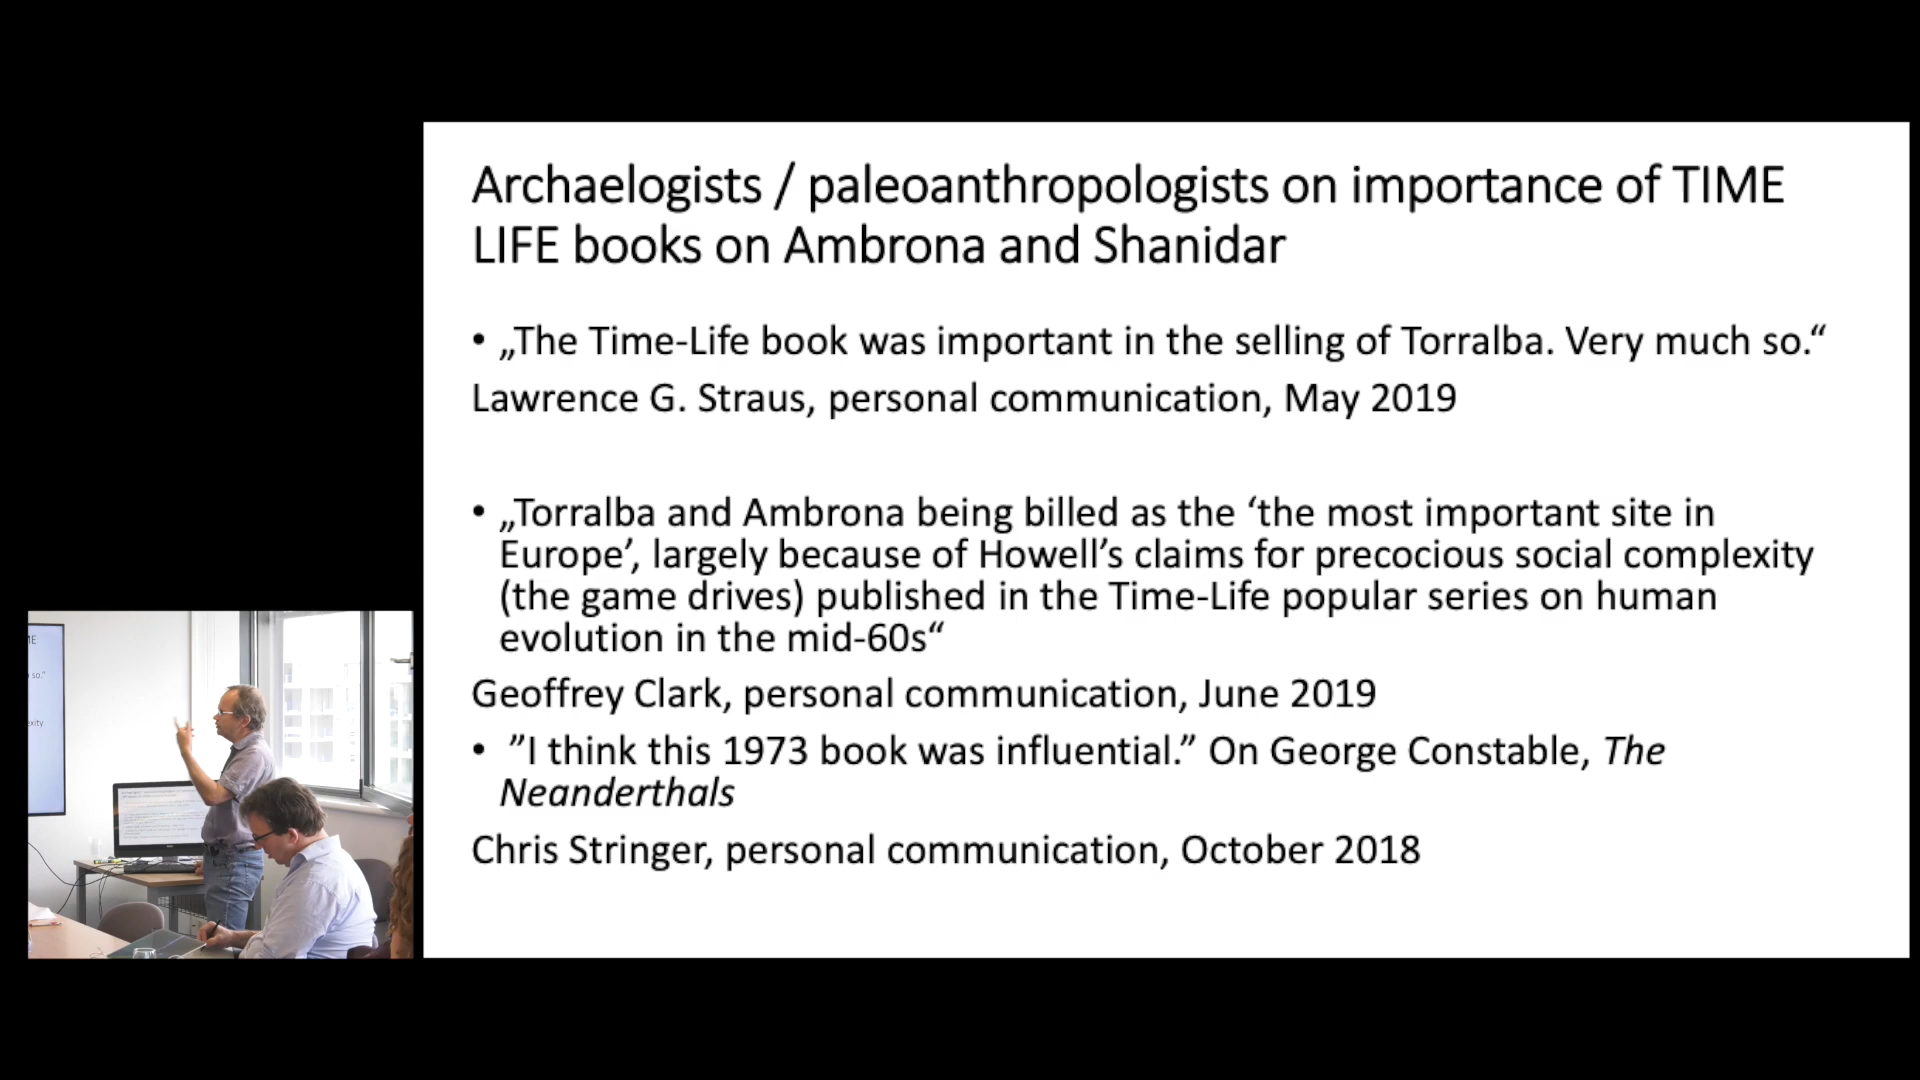 Archaelogists / paleoanthropologists on importance of TIME
LIFE books on Ambrona and Shanidar
• „The Time-Life book was important in the selling of Torralba. Very much so.“
Lawrence G. Straus, personal communication, May 2019
• „Torralba and Ambrona being billed as the ‘the most important site in
Europe’, largely because of Howell’s claims for precocious social complexity
(the game drives) published in the Time-Life popular series on human
evolution in the mid-60s“
Geoffrey Clark, personal communication, June 2019
• ”I think this 1973 book was influential.” On George Constable, The
Neanderthals
Chris Stringer, personal communication, October 2018